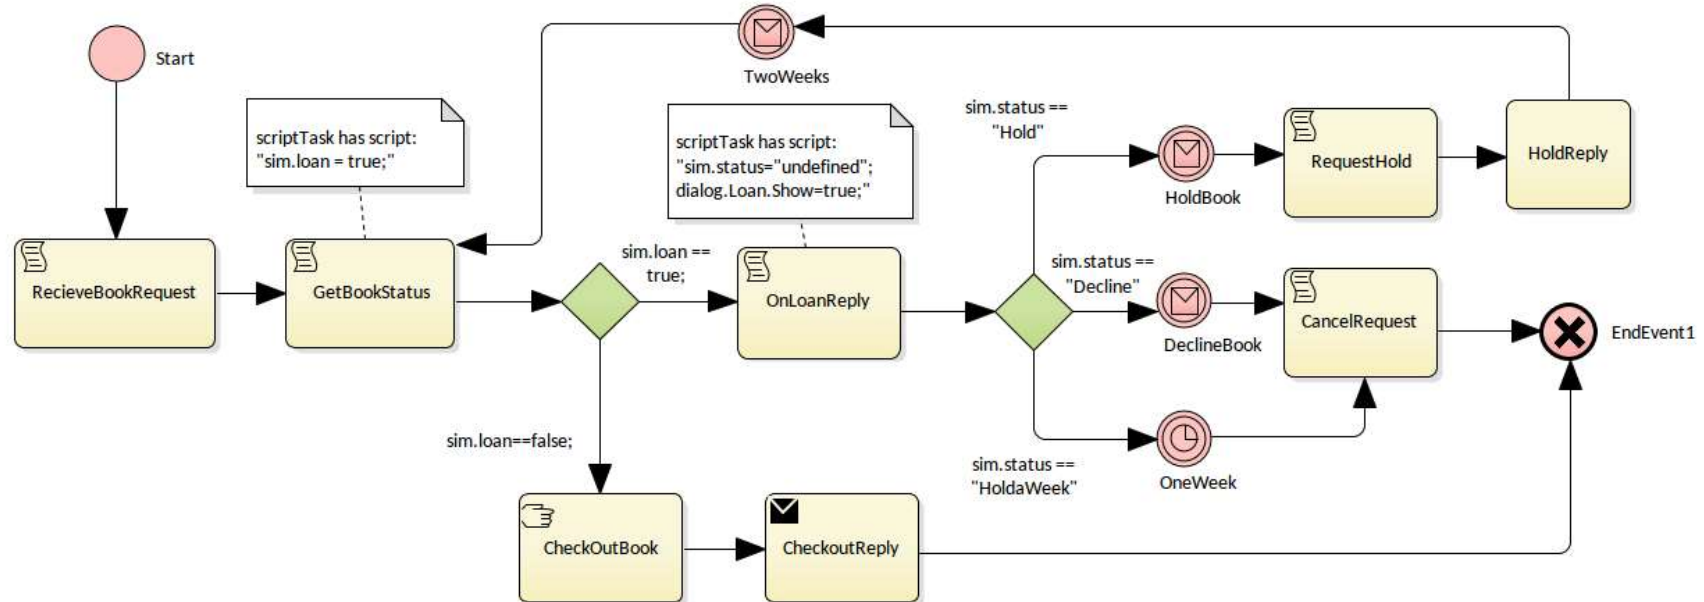 Start
TwoWeeks
scriptTask has script:
"sim.loan = true;"
scriptTask has script:
"sim.status="undefined";
dialog.Loan.Show=true;"
sim.status ==
"Hold"
HoldBook
RequestHold
HoldReply
RecieveBookRequest
GetBookStatus
sim.loan ==
true;
OnLoanReply
sim.status ==
"Decline"
DeclineBook
CancelRequest
EndEvent1
sim.loan==false;
sim.status ==
"HoldaWeek"
OneWeek
CheckOutBook
CheckoutReply